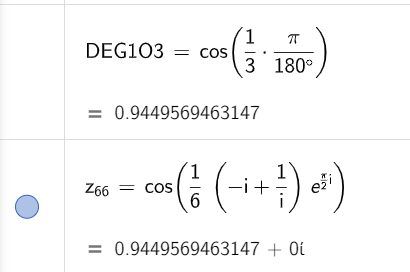 DEG1O3 = cos(1/3 · π/180°)
= 0.9449569463147
z₆₆ = cos(1/6 (−i + 1/i) e^(π/2 i))
= 0.9449569463147 + 0i